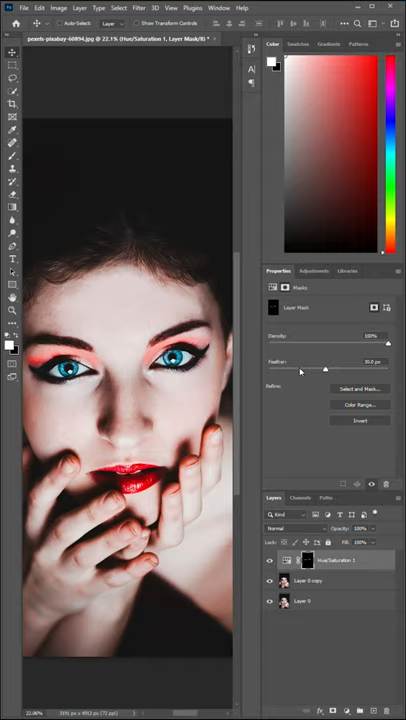 Ps File Edit Image Layer Type Select Filter 3D View Plugins Window Help
Auto-Select: Layer Show Transform Controls
pexels-pixabay-60894.jpg @ 22.1% (Hue/Saturation 1, Layer Mask/8) *
Color Swatches Gradients Patterns
Properties Adjustments Libraries
Masks
Layer Mask
Density: 100%
Feather: 30.0 px
Refine: Select and Mask...
Color Range...
Invert
Layers Channels Paths
Kind
Normal Opacity: 100%
Lock: Fill: 100%
Hue/Saturation 1
Layer 0 copy
Layer 0
fx